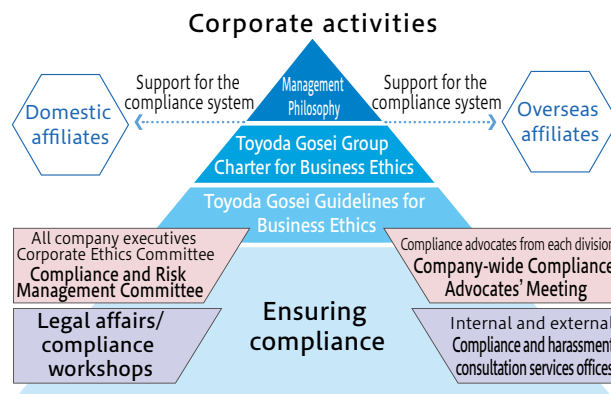 Corporate activities
Support for the
compliance system
Management
Philosophy
Support for the
compliance system
Domestic
affiliates
Overseas
affiliates
Toyoda Gosei Group
Charter for Business Ethics
Toyoda Gosei Guidelines for
Business Ethics
All company executives
Corporate Ethics Committee
Compliance and Risk
Management Committee
Compliance advocates from each division
Company-wide Compliance
Advocates' Meeting
Ensuring
compliance
Legal affairs/
compliance
workshops
Internal and external
Compliance and harassment
consultation services offices